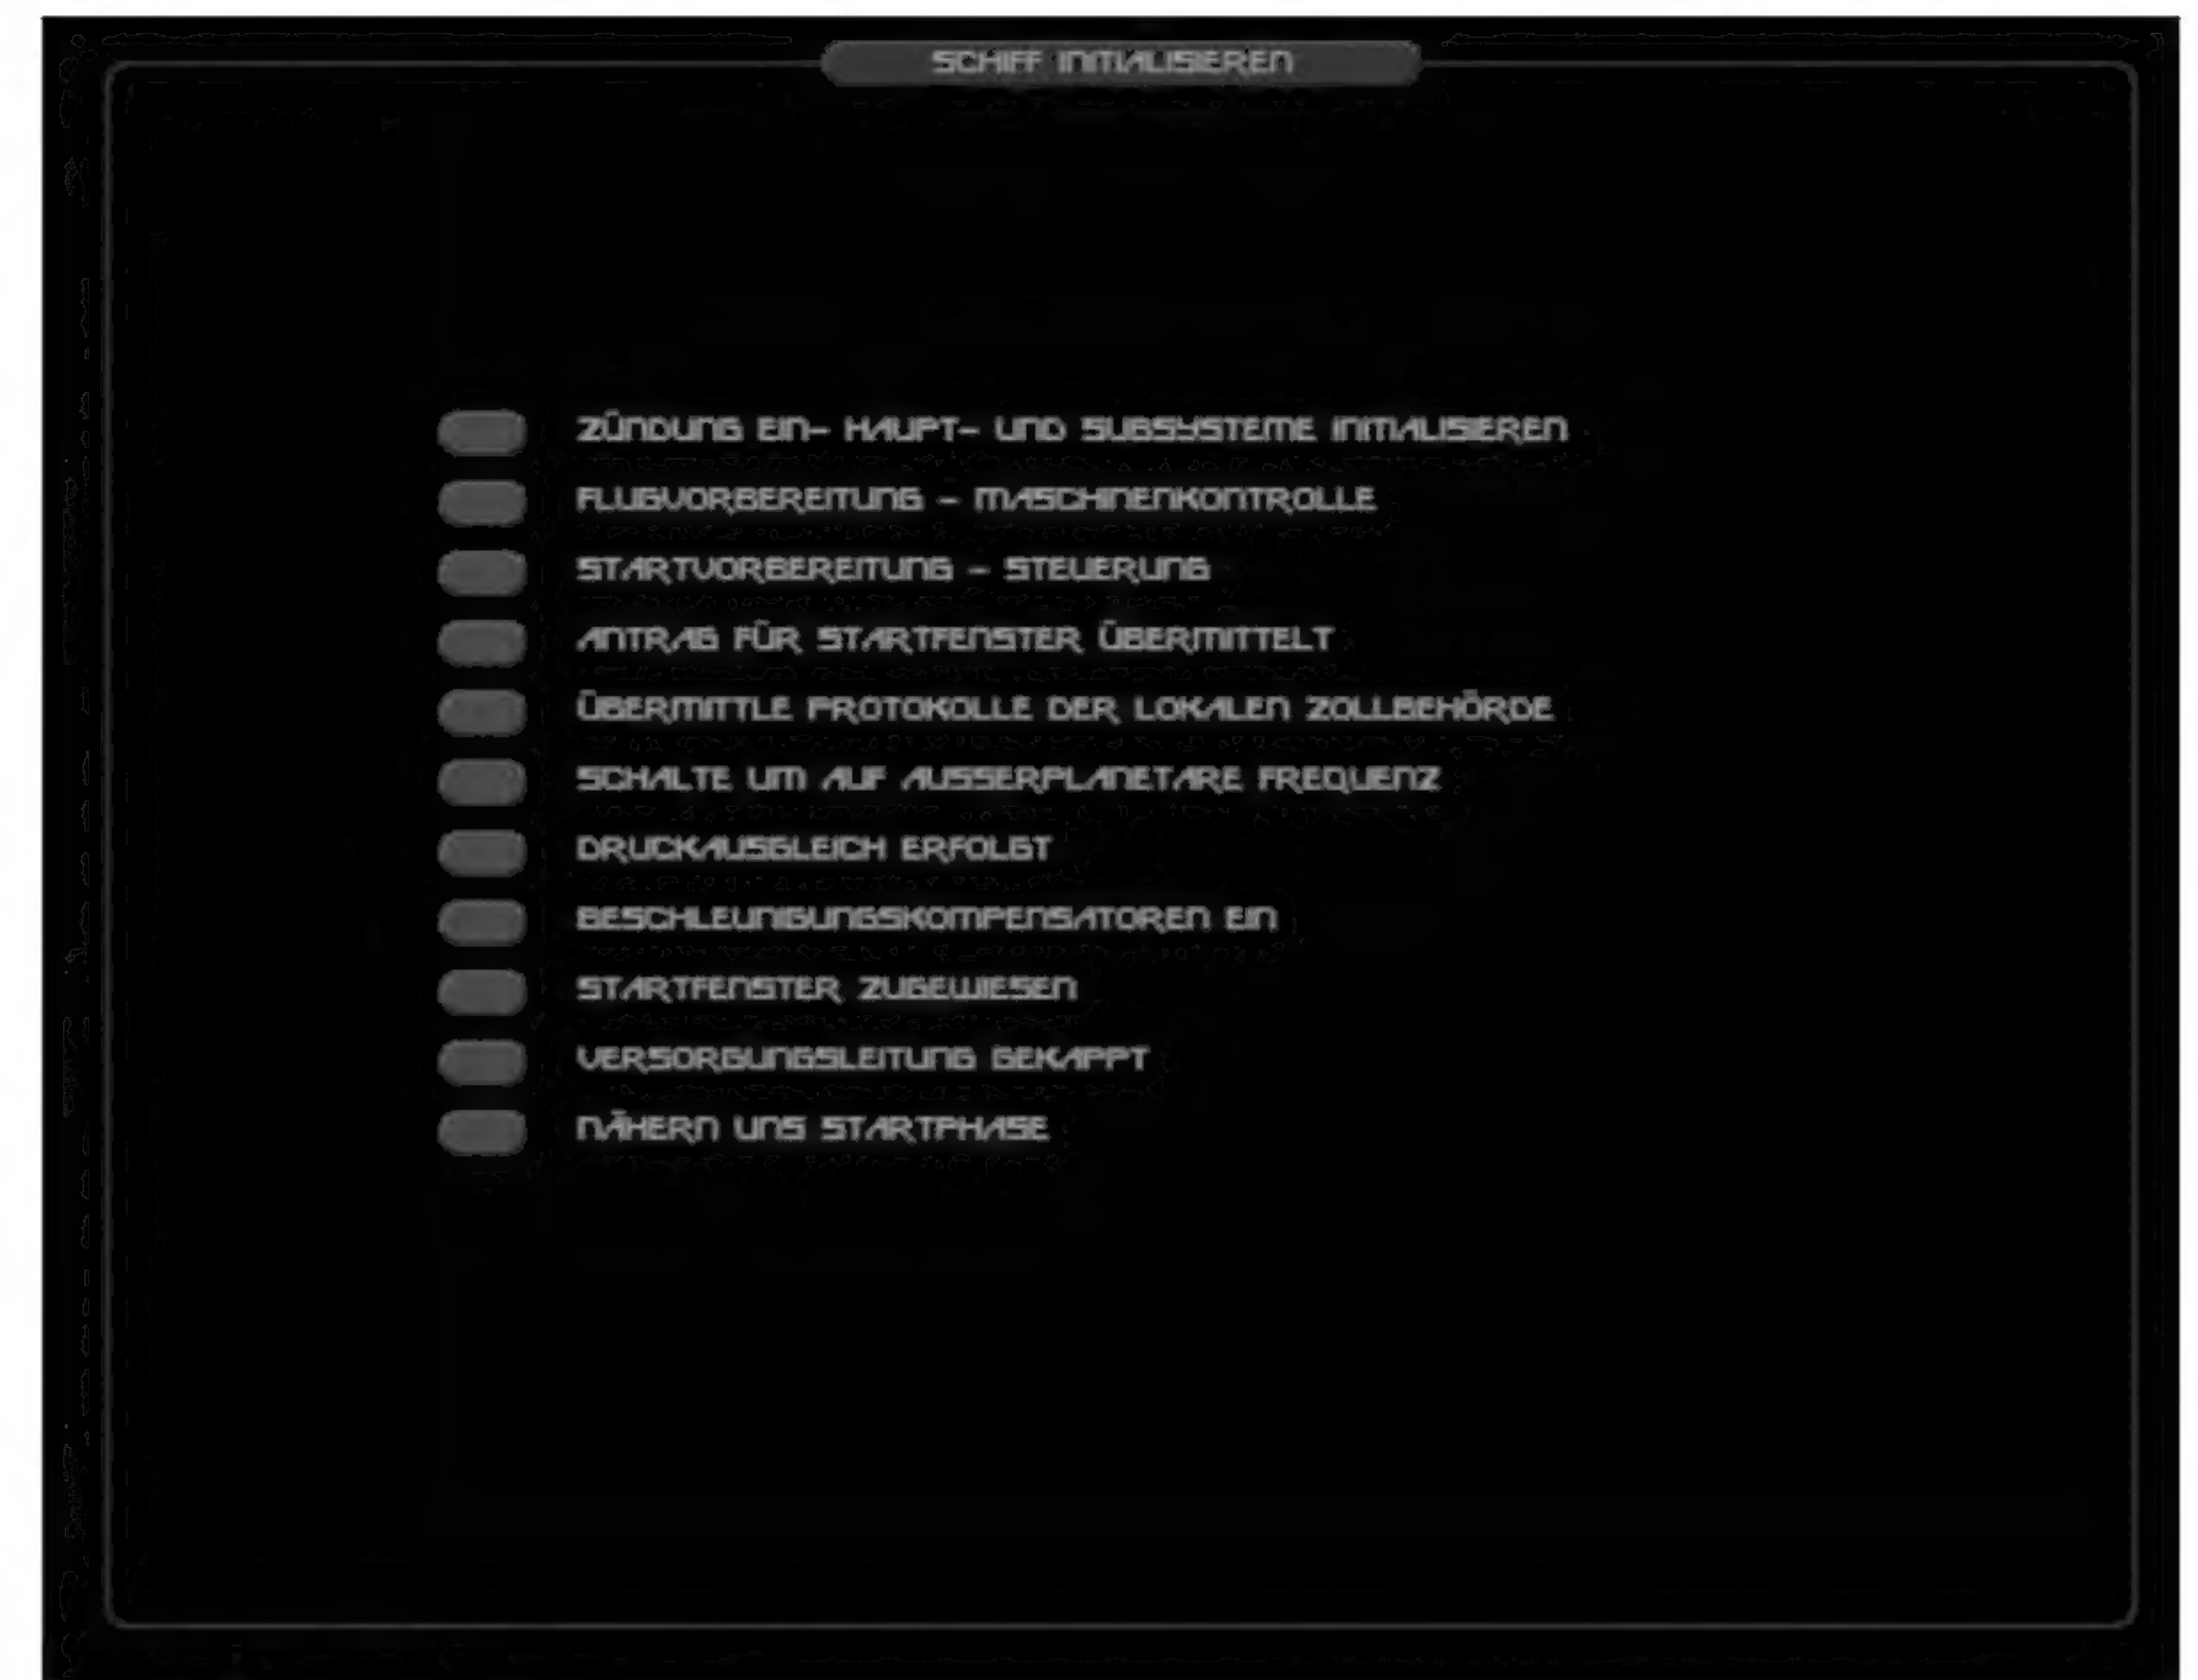 SCHIFF INITIALISIEREN
ZÜNDUNG EIN- HAUPT- UND SUBSYSTEME INITIALISIEREN
FLUGVORBEREITUNG - MASCHINENKONTROLLE
STARTVORBEREITUNG - STEUERUNG
ANTRAG FÜR STARTFENSTER ÜBERMITTELT
ÜBERMITTLE PROTOKOLLE DER LOKALEN ZOLLBEHÖRDE
SCHALTE UM AUF AUSSERPLANETARE FREQUENZ
DRUCKAUSGLEICH ERFOLGT
BESCHLEUNIGUNGSKOMPENSATOREN EIN
STARTFENSTER ZUGEWIESEN
VERSORGUNGSLEITUNG GEKAPPT
NÄHERN UNS STARTPHASE